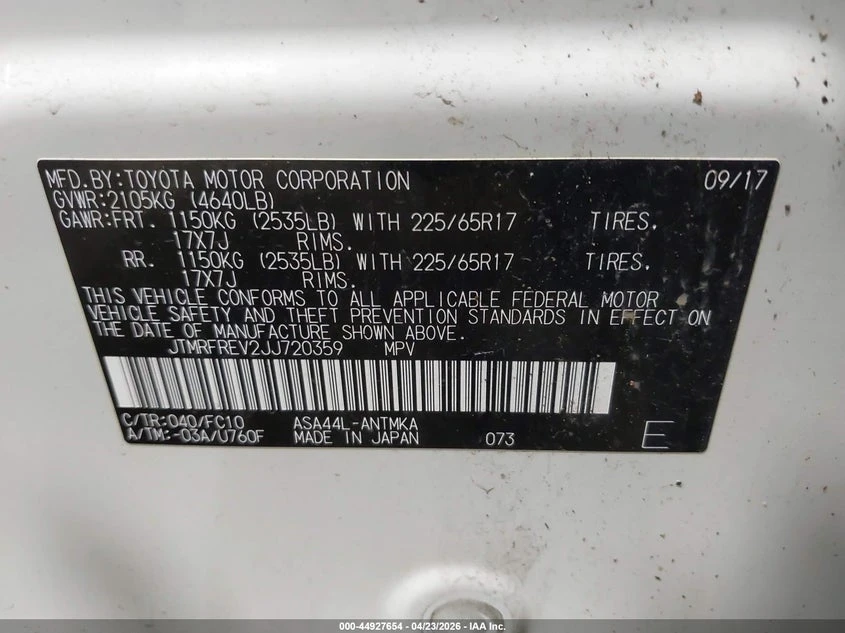 MFD.BY:TOYOTA MOTOR CORPORATION 09/17
GVWR:2105KG (4640LB)
GAWR:FRT. 1150KG (2535LB) WITH 225/65R17 TIRES,
17X7J RIMS.
RR. 1150KG (2535LB) WITH 225/65R17 TIRES,
17X7J RIMS.
THIS VEHICLE CONFORMS TO ALL APPLICABLE FEDERAL MOTOR
VEHICLE SAFETY AND THEFT PREVENTION STANDARDS IN EFFECT ON
THE DATE OF MANUFACTURE SHOWN ABOVE.
JTMRFREV2JJ720359 MPV
C/TR:040/FC10 ASA44L-ANTMKA
A/TM:-03A/U760F MADE IN JAPAN 073 E
000-44927654 - 04/23/2026 - IAA Inc.